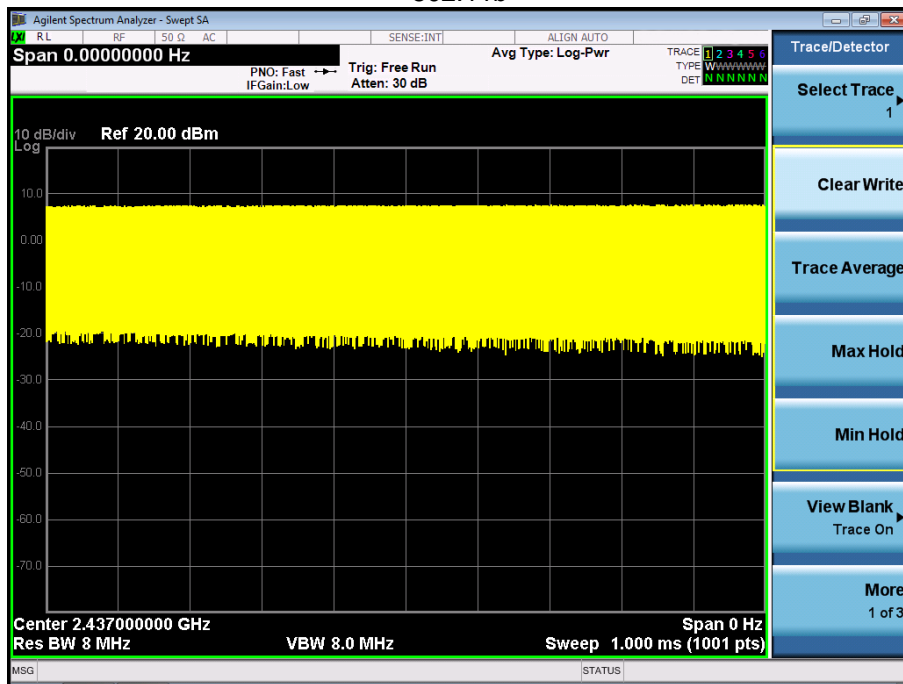 Agilent Spectrum Analyzer - Swept SA
LXI RL RF 50 Ω AC SENSE:INT ALIGN AUTO
Span 0.00000000 Hz
PNO: Fast
IFGain:Low
Trig: Free Run
Atten: 30 dB
Avg Type: Log-Pwr
TRACE 1 2 3 4 5 6
TYPE WWWWWW
DET N N N N N N
10 dB/div Ref 20.00 dBm
Log
10.0
0.00
-10.0
-20.0
-30.0
-40.0
-50.0
-60.0
-70.0
Center 2.437000000 GHz Span 0 Hz
Res BW 8 MHz VBW 8.0 MHz Sweep 1.000 ms (1001 pts)
MSG STATUS
Trace/Detector
Select Trace
1
Clear Write
Trace Average
Max Hold
Min Hold
View Blank
Trace On
More
1 of 3